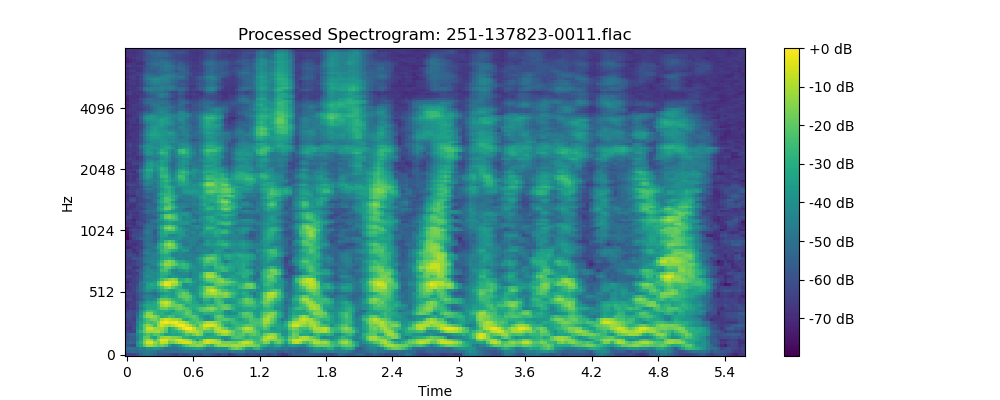 Processed Spectrogram: 251-137823-0011.flac
Hz
4096
2048
1024
512
0
0 0.6 1.2 1.8 2.4 3 3.6 4.2 4.8 5.4
Time
+0 dB
-10 dB
-20 dB
-30 dB
-40 dB
-50 dB
-60 dB
-70 dB